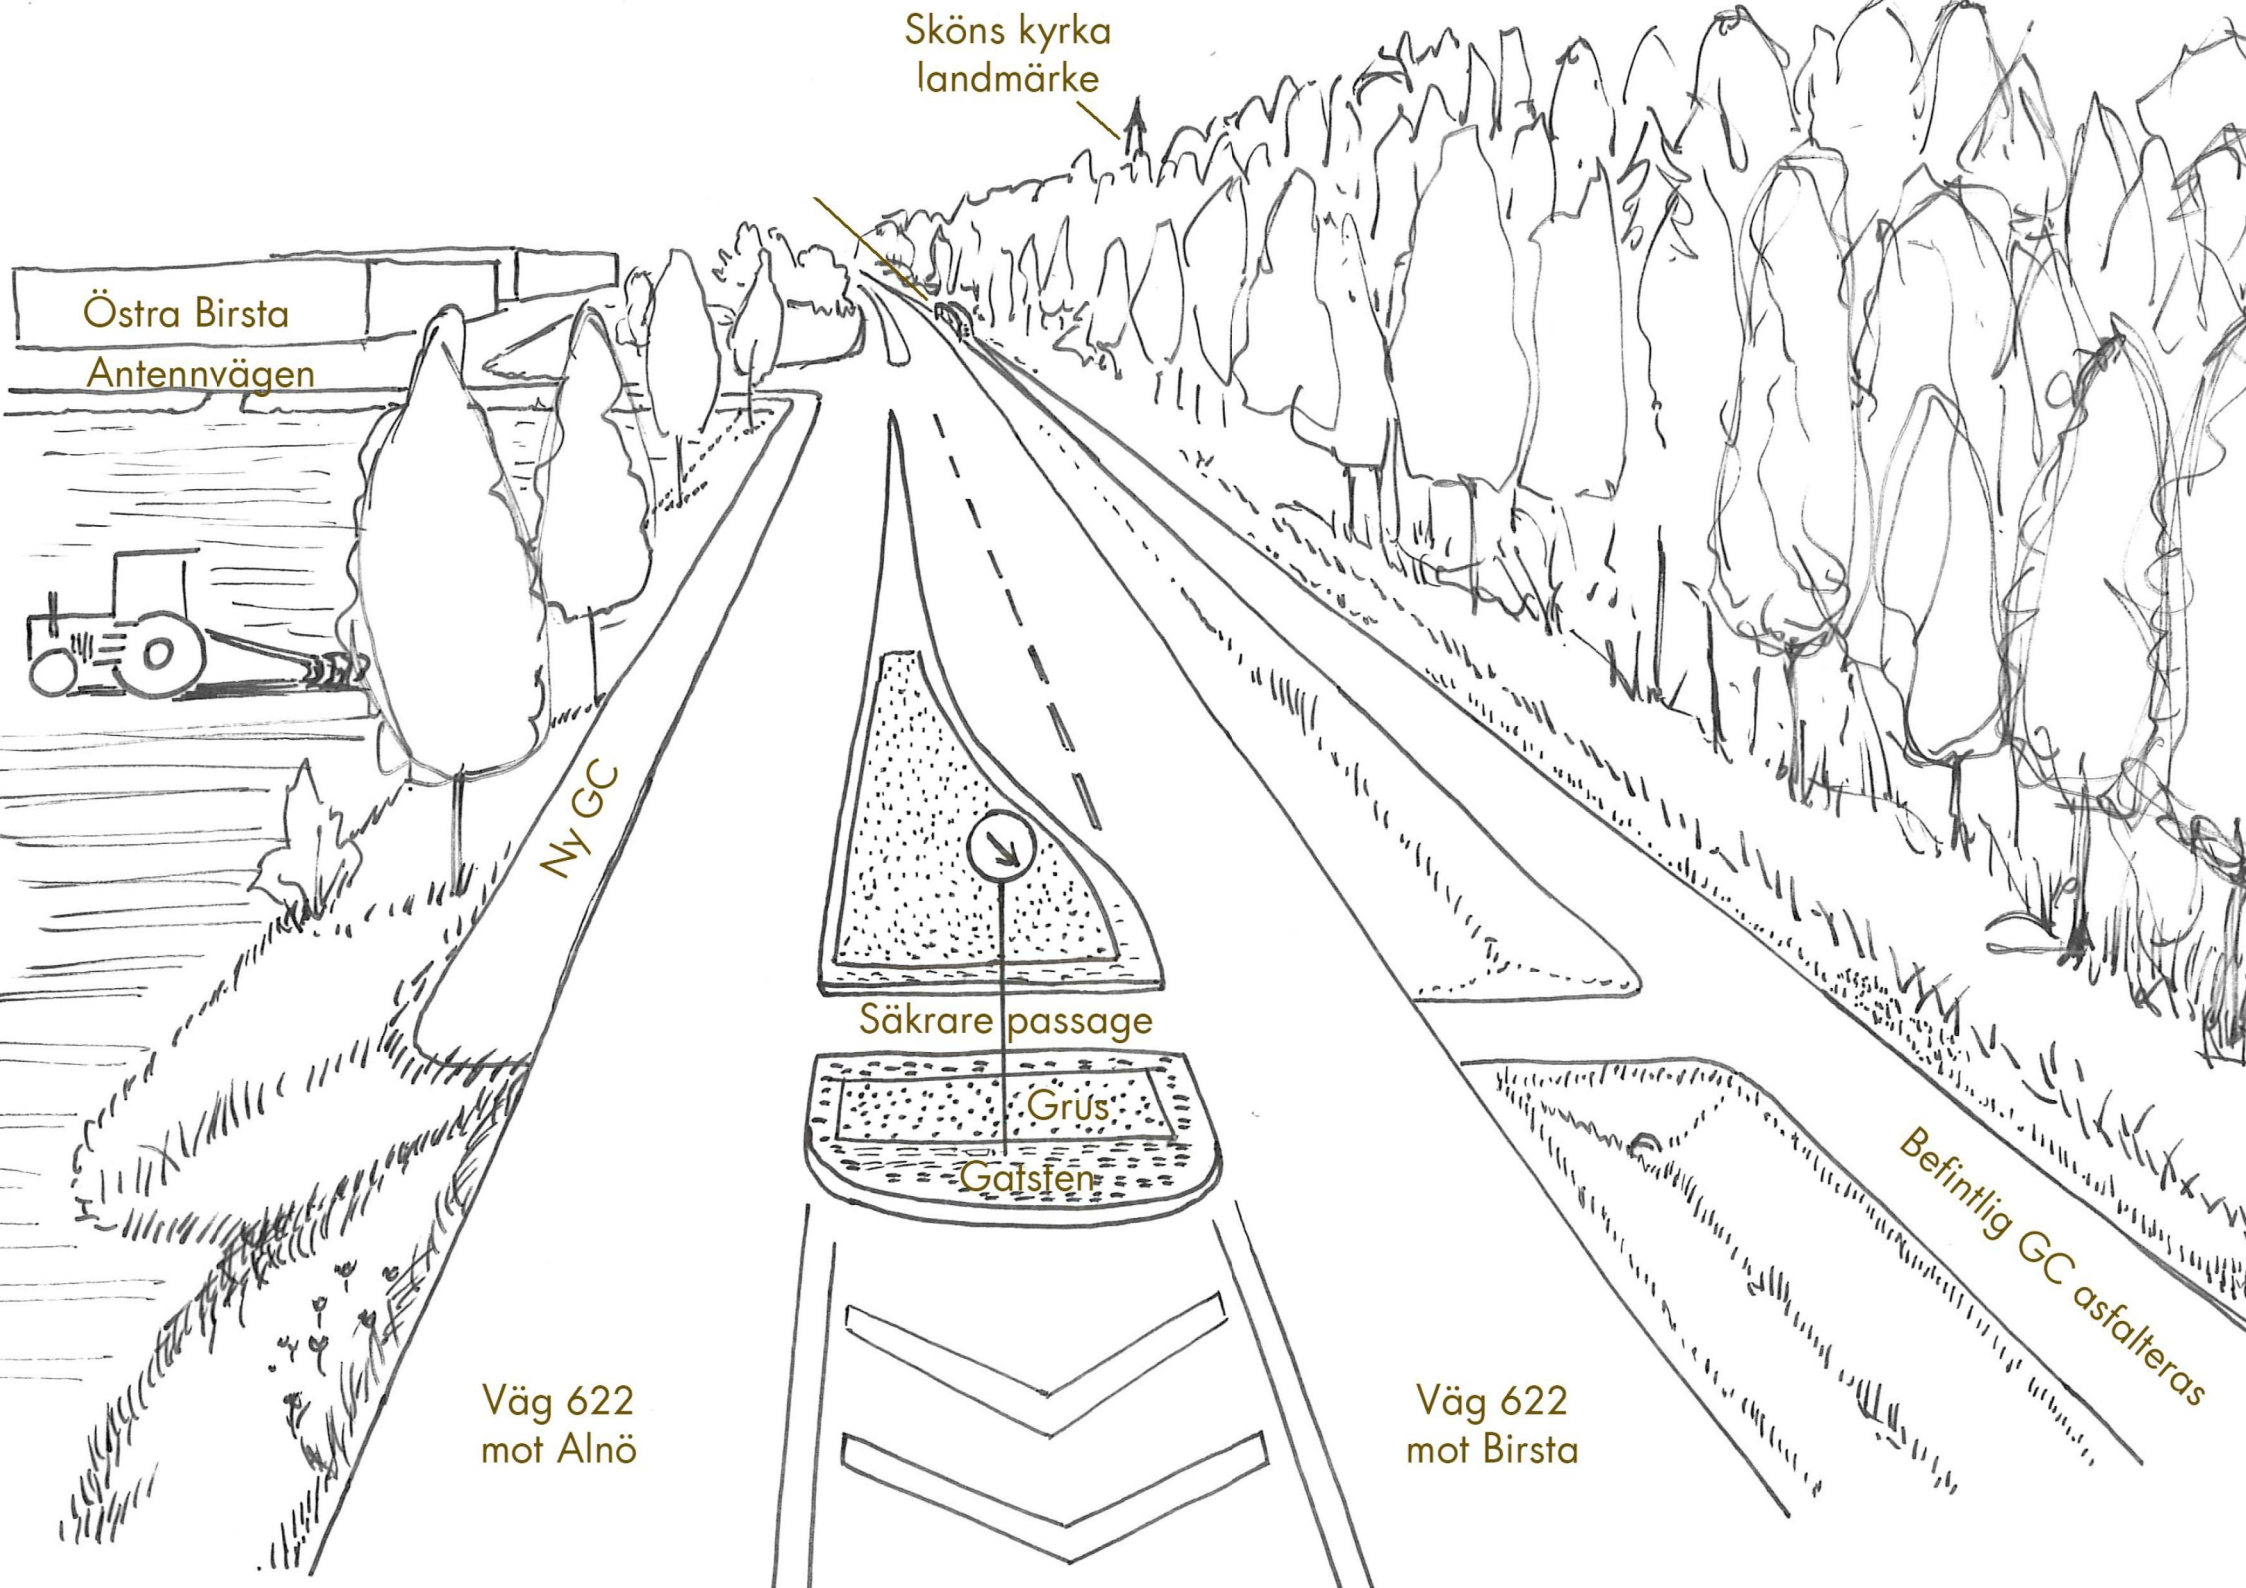 Sköns kyrka
landmärke
Östra Birsta
Antennvägen
Ny GC
Säkrare passage
Grus
Gatsten
Befintlig GC asfalteras
Väg 622
mot Alnö
Väg 622
mot Birsta